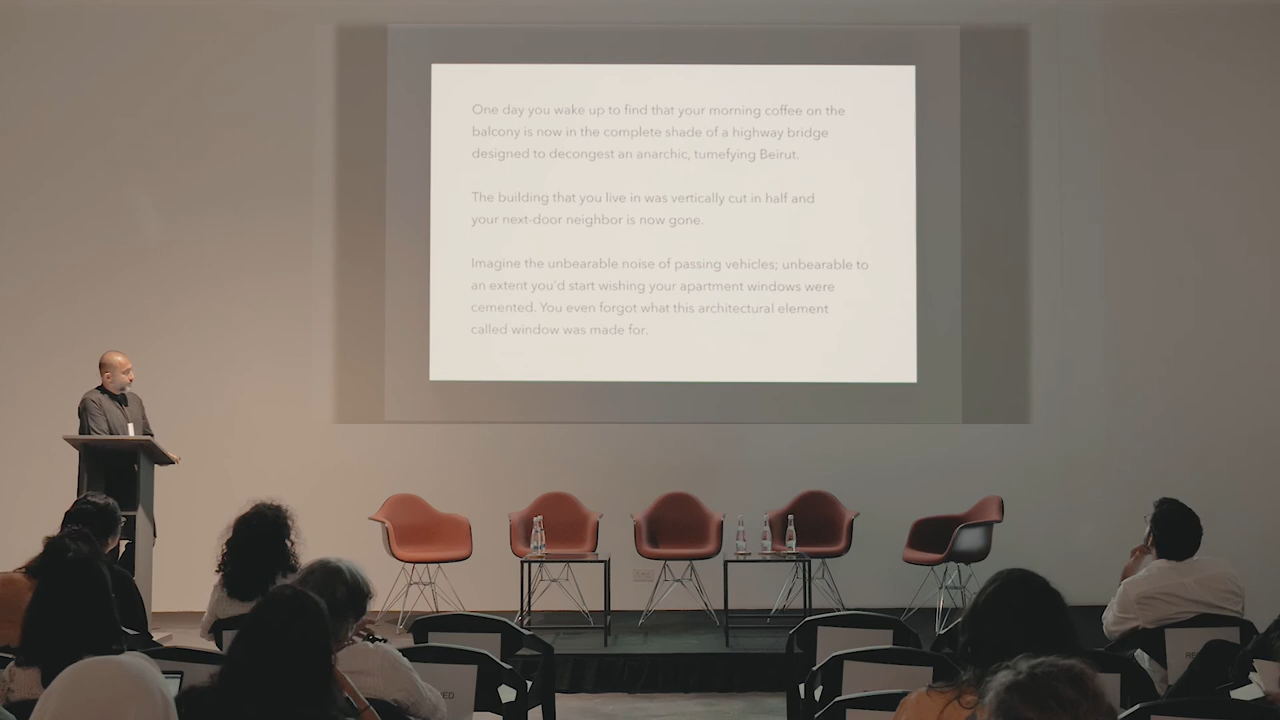 One day you wake up to find that your morning coffee on the
balcony is now in the complete shade of a highway bridge
designed to decongest an anarchic, tumefying Beirut.
The building that you live in was vertically cut in half and
your next-door neighbor is now gone.
Imagine the unbearable noise of passing vehicles; unbearable to
an extent you'd start wishing your apartment windows were
cemented. You even forgot what this architectural element
called window was made for.